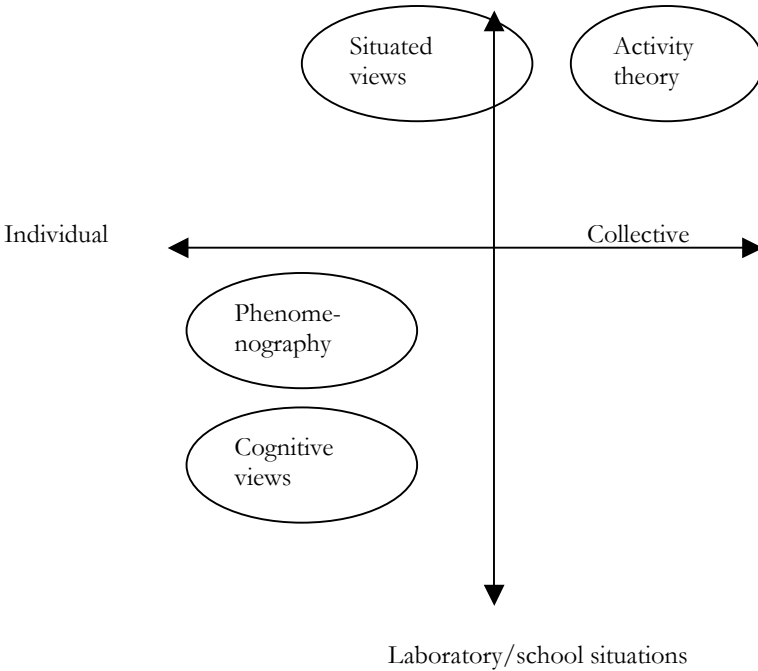 Situated
views
Activity
theory
Individual
Collective
Phenome-
nography
Cognitive
views
Laboratory/school situations